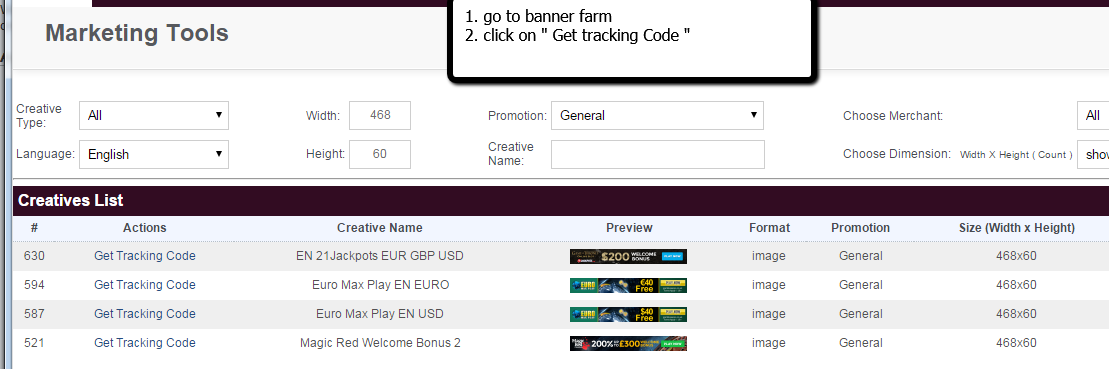 1. go to banner farm
2. click on " Get tracking Code "
Marketing Tools
Creative Type: All Width: 468 Promotion: General Choose Merchant: All
Language: English Height: 60 Creative Name: Choose Dimension: Width X Height ( Count )
Creatives List
# Actions Creative Name Preview Format Promotion Size (Width x Height)
630 Get Tracking Code EN 21Jackpots EUR GBP USD $200 WELCOME BONUS image General 468x60
594 Get Tracking Code Euro Max Play EN EURO EURO €40 Free image General 468x60
587 Get Tracking Code Euro Max Play EN USD EURO $40 Free image General 468x60
521 Get Tracking Code Magic Red Welcome Bonus 2 200% £300 image General 468x60